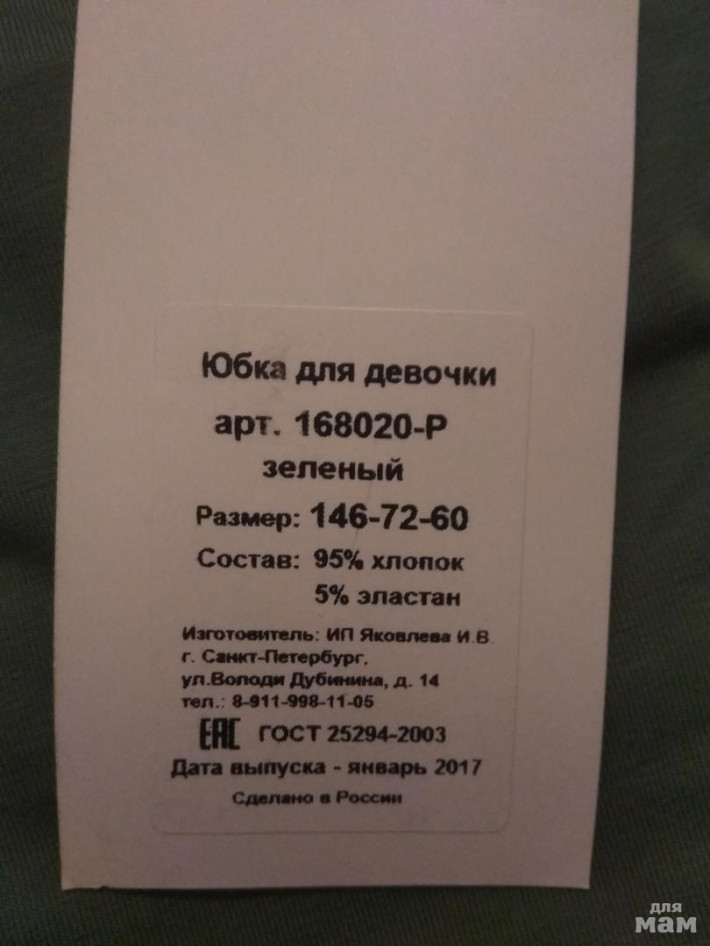 Юбка для девочки
арт. 168020-Р
зеленый
Размер: 146-72-60
Состав: 95% хлопок
5% эластан
Изготовитель: ИП Яковлева И.В.
г. Санкт-Петербург,
ул.Володи Дубинина, д. 14
тел.: 8-911-998-11-05
ЕАС ГОСТ 25294-2003
Дата выпуска - январь 2017
Сделано в России
для
мам